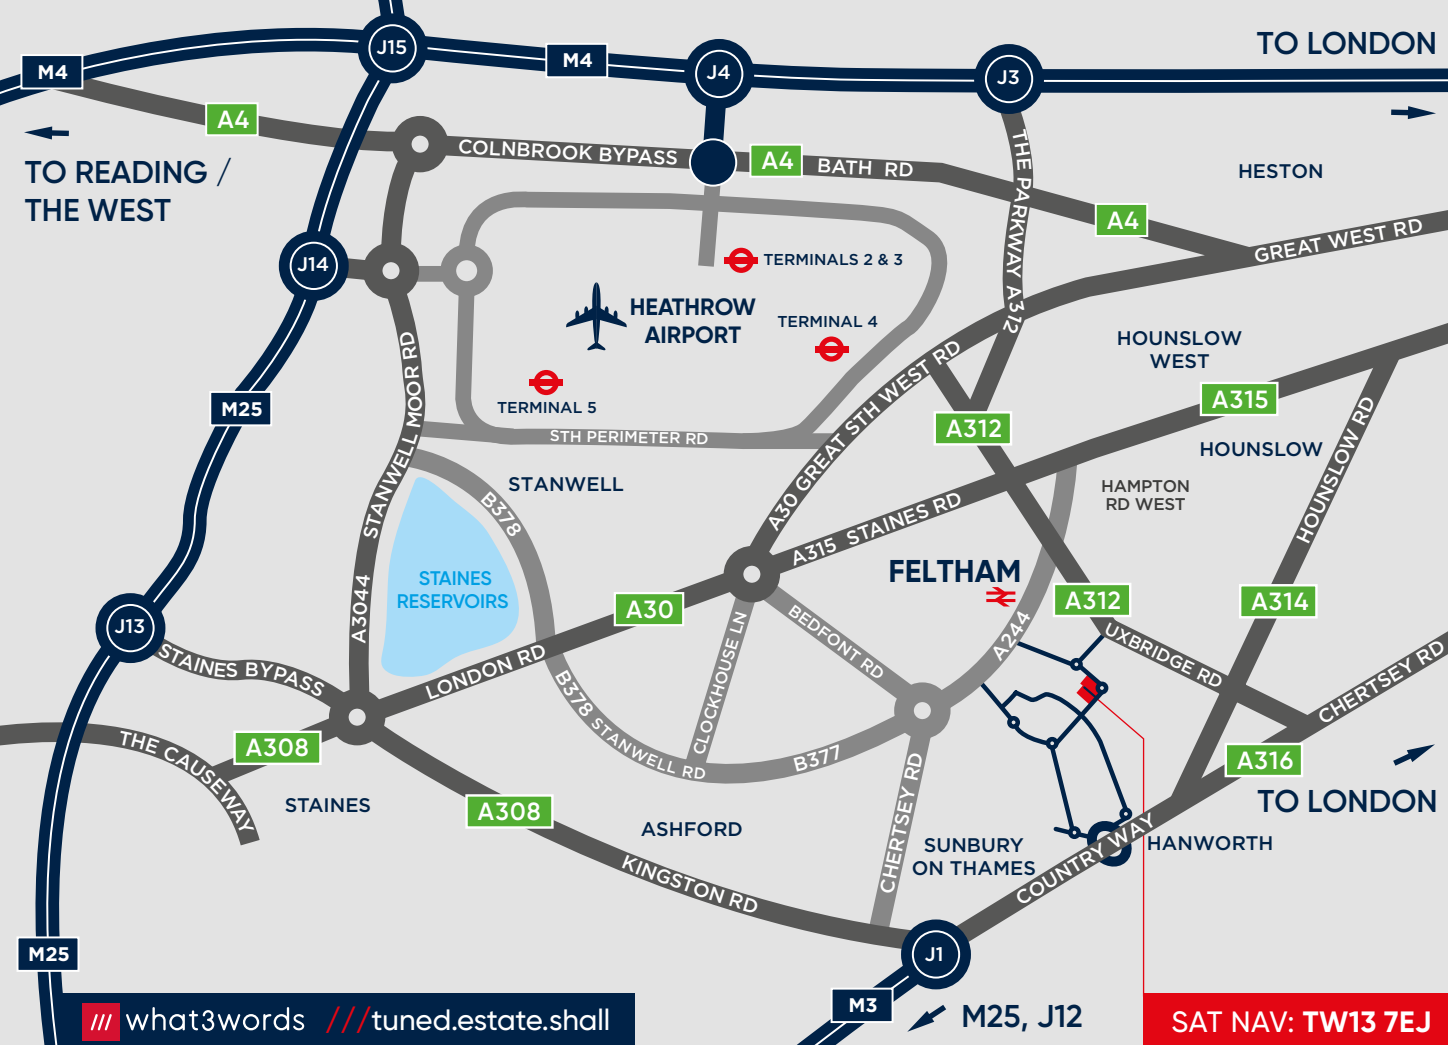 TO LONDON
J15
M4
J4
J3
M4
A4
COLNBROOK BYPASS
A4
BATH RD
THE PARKWAY A312
HESTON
TO READING /
THE WEST
A4
GREAT WEST RD
J14
TERMINALS 2 & 3
HEATHROW
AIRPORT
TERMINAL 4
HOUNSLOW
WEST
TERMINAL 5
M25
STANWELL MOOR RD
A315
A312
STH PERIMETER RD
A30 GREAT STH WEST RD
HOUNSLOW
HOUNSLOW RD
STANWELL
B378
HAMPTON
RD WEST
A315 STAINES RD
FELTHAM
STAINES
RESERVOIRS
A3044
A30
A312
A314
J13
STAINES BYPASS
LONDON RD
BEDFONT RD
A244
UXBRIDGE RD
CHERTSEY RD
CLOCKHOUSE LN
B378 STANWELL RD
B377
THE CAUSEWAY
A308
A316
CHERTSEY RD
STAINES
A308
ASHFORD
TO LONDON
SUNBURY
ON THAMES
COUNTRY WAY
HANWORTH
KINGSTON RD
M25
J1
M3
M25, J12
/// what3words ///tuned.estate.shall
SAT NAV: TW13 7EJ